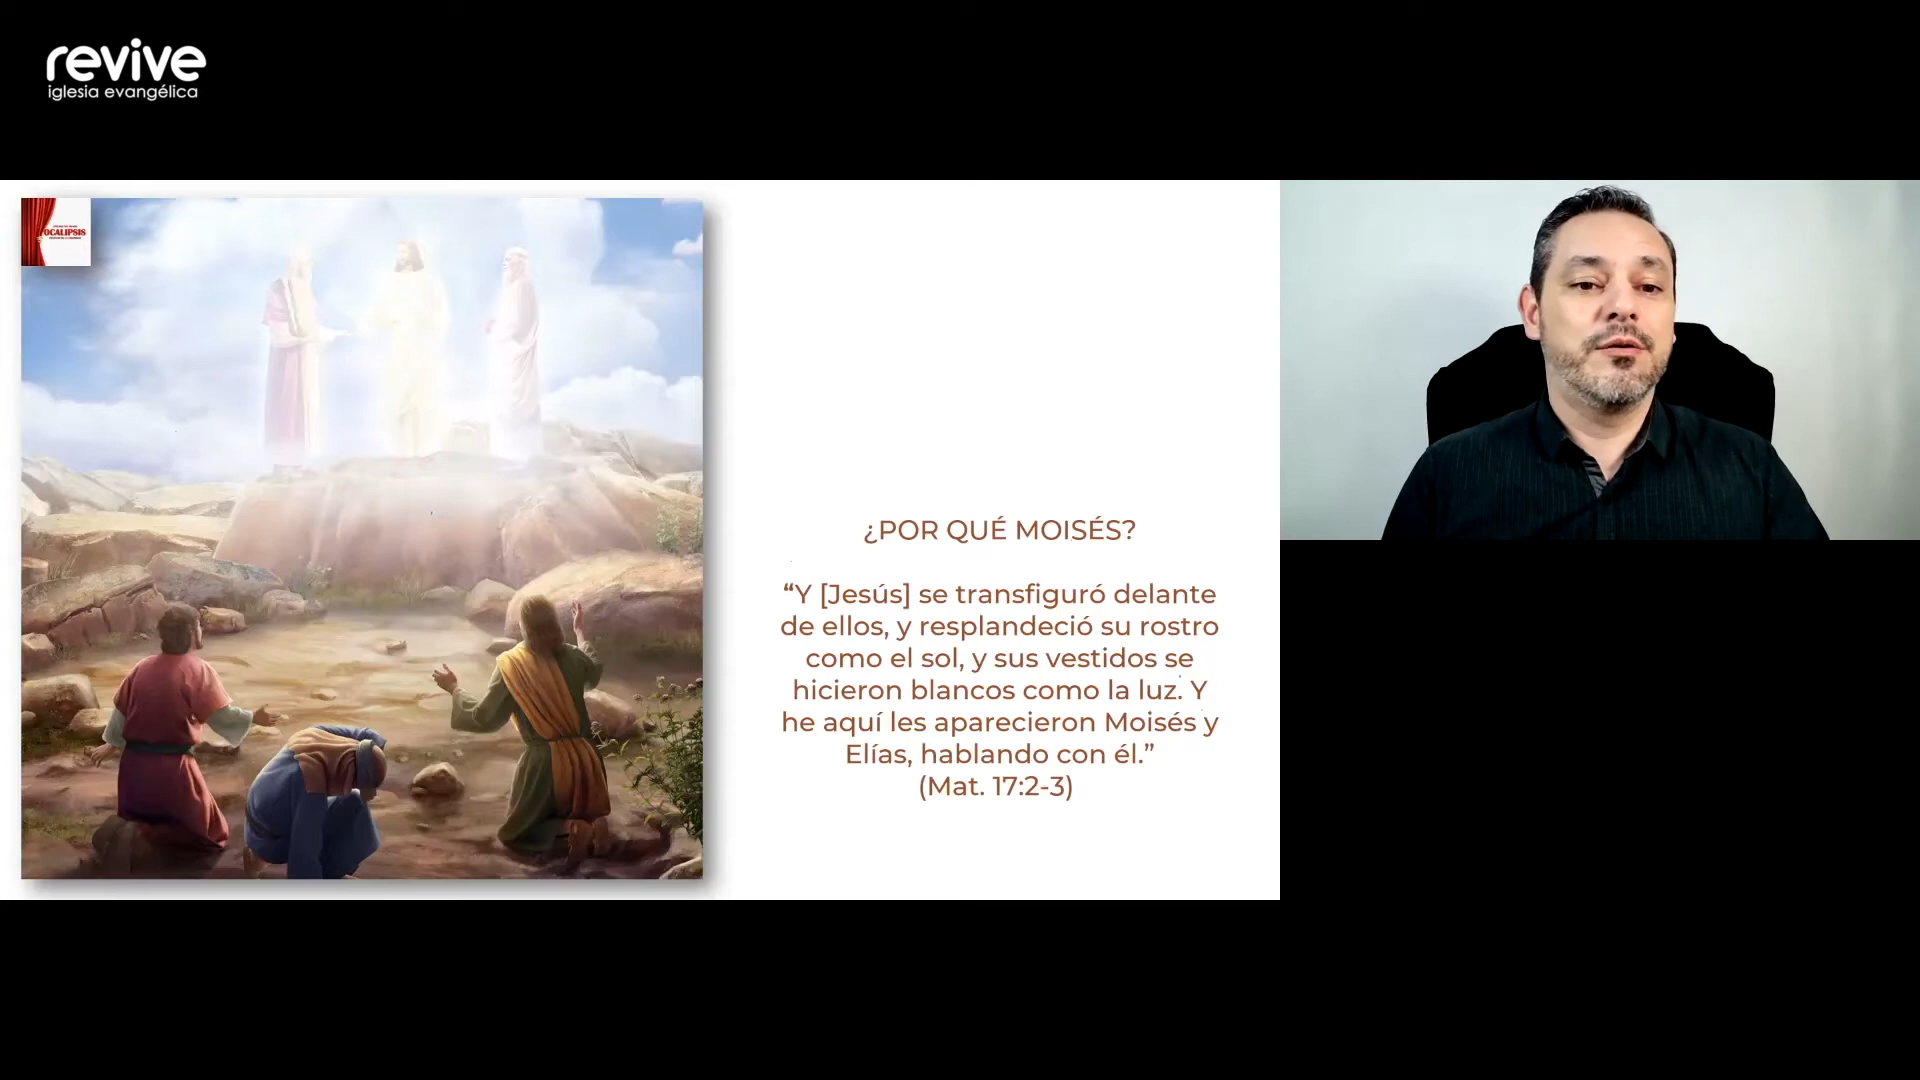 revive
iglesia evangélica
OCALIPSIS
¿POR QUÉ MOISÉS?
“Y [Jesús] se transfiguró delante
de ellos, y resplandeció su rostro
como el sol, y sus vestidos se
hicieron blancos como la luz. Y
he aquí les aparecieron Moisés y
Elías, hablando con él.”
(Mat. 17:2-3)